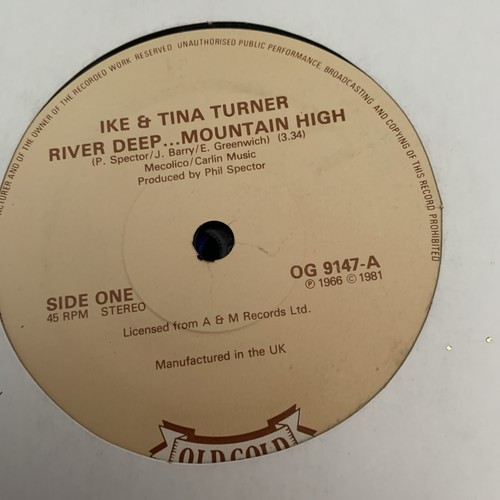 FACTURER AND OF THE OWNER OF THE RECORDED WORK RESERVED UNAUTHORISED PUBLIC PERFORMANCE, BROADCASTING AND COPYING OF THIS RECORD PROHIBITED
IKE & TINA TURNER
RIVER DEEP...MOUNTAIN HIGH
(P. Spector/J. Barry/E. Greenwich) (3.34)
Mecolico/Carlin Music
Produced by Phil Spector
SIDE ONE
45 RPM STEREO
OG 9147-A
℗ 1966 © 1981
Licensed from A & M Records Ltd.
Manufactured in the UK
OLD GOLD